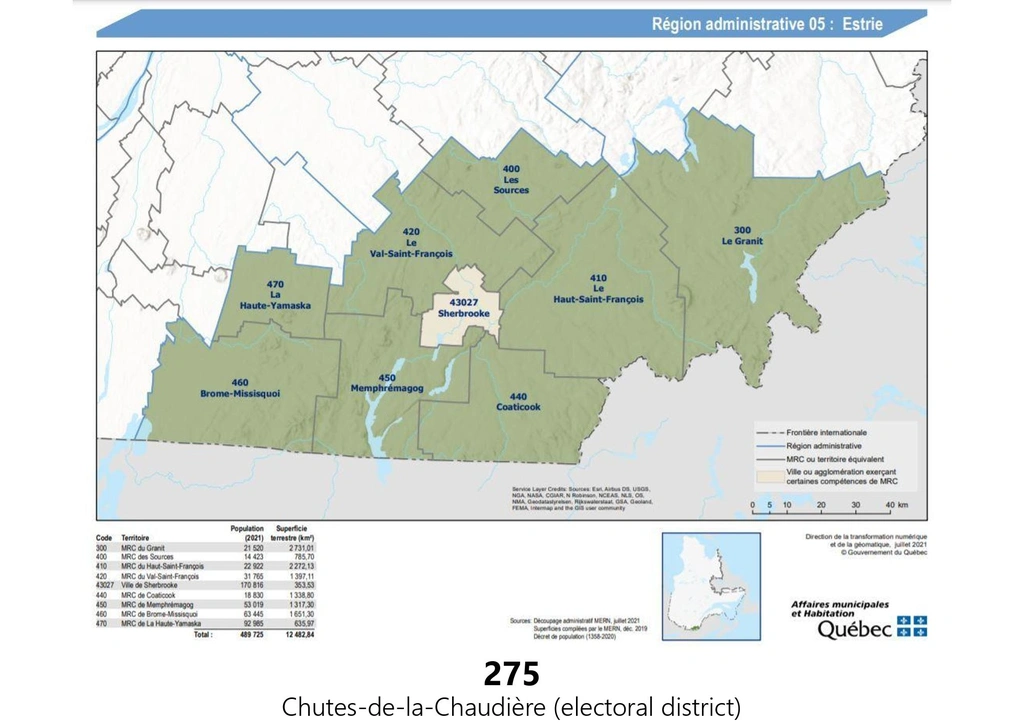 Région administrative 05 : Estrie
400
Les
Sources
420
Le
Val-Saint-François
300
Le Granit
410
Le
Haut-Saint-François
470
La
Haute-Yamaska
43027
Sherbrooke
460
Brome-Missisquoi
450
Memphrémagog
440
Coaticook
Frontière internationale
Région administrative
MRC ou territoire équivalent
Ville ou agglomération exerçant
certaines compétences de MRC
0 5 10 20 30 40 km
Service Layer Credits: Sources: Esri, Airbus DS, USGS,
NGA, NASA, CGIAR, N Robinson, NCEAS, NLS, OS,
NMA, Geodatastyrelsen, Rijkswaterstaat, GSA, Geoland,
FEMA, Intermap and the GIS user community
Population Superficie
Code Territoire (2021) terrestre (km²)
300 MRC du Granit 21 520 2 731,01
400 MRC des Sources 14 423 785,70
410 MRC du Haut-Saint-François 22 922 2 272,13
420 MRC du Val-Saint-François 31 765 1 397,11
43027 Ville de Sherbrooke 170 816 353,53
440 MRC de Coaticook 18 830 1 338,80
450 MRC de Memphrémagog 53 019 1 317,30
460 MRC de Brome-Missisquoi 63 445 1 651,30
470 MRC de La Haute-Yamaska 92 985 635,97
Total : 489 725 12 482,84
Sources: Découpage administratif MERN, juillet 2021
Superficies compilées par le MERN, déc. 2019
Décret de population (1358-2020)
Direction de la transformation numérique
et de la géomatique, juillet 2021
© Gouvernement du Québec
Affaires municipales
et Habitation
Québec
275
Chutes-de-la-Chaudière (electoral district)